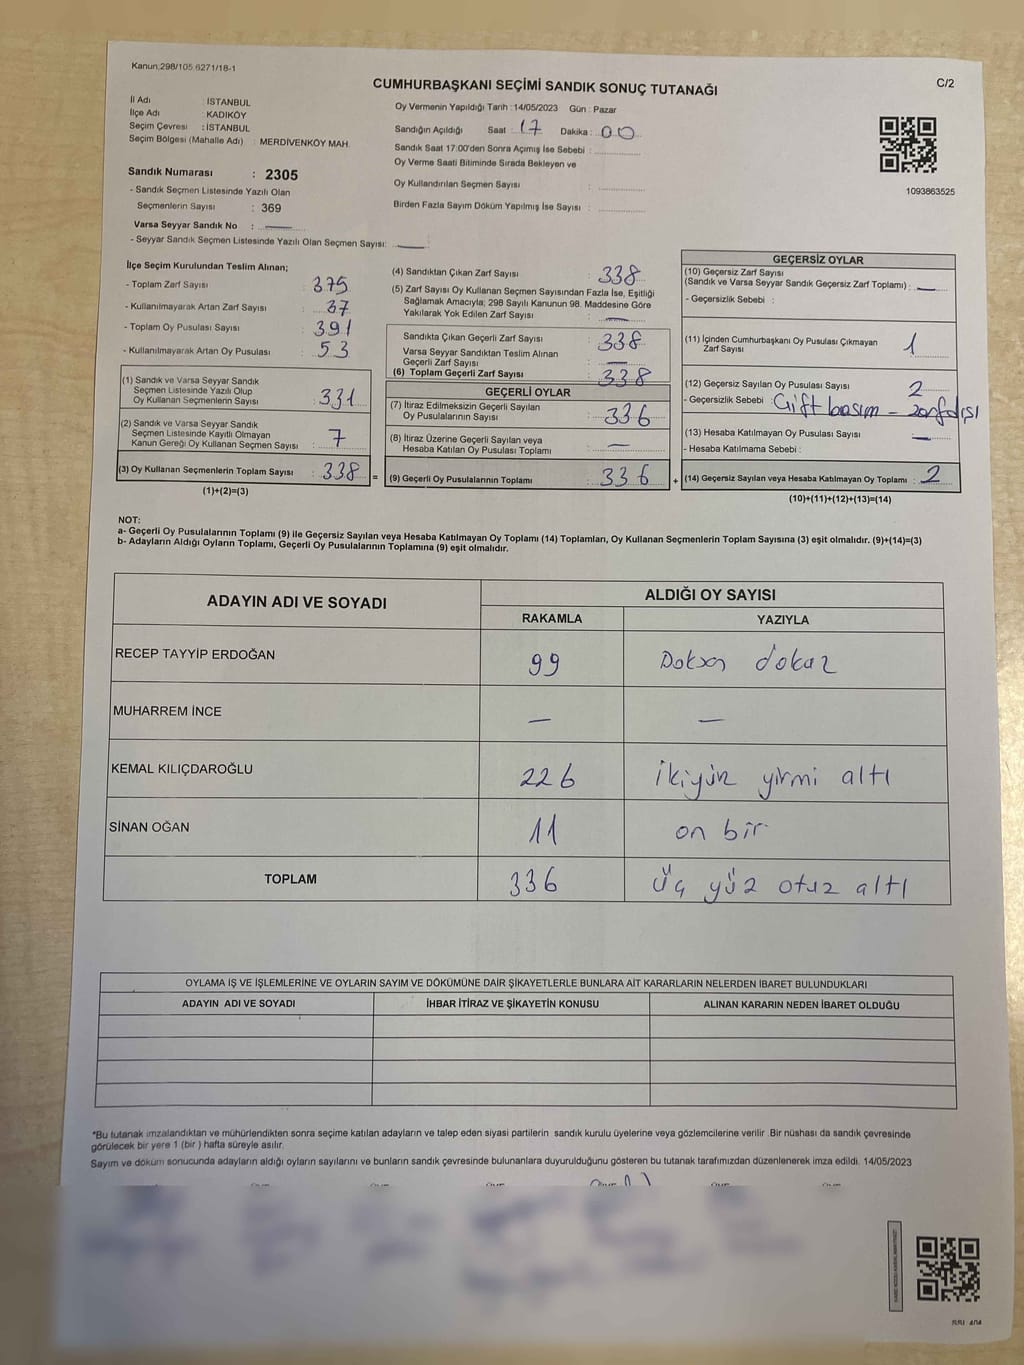 Kanun:298/105 6271/18-1
C/2
CUMHURBAŞKANI SEÇİMİ SANDIK SONUÇ TUTANAĞI
İl Adı : İSTANBUL
İlçe Adı : KADIKÖY
Seçim Çevresi : İSTANBUL
Seçim Bölgesi (Mahalle Adı) : MERDİVENKÖY MAH.
Sandık Numarası : 2305
- Sandık Seçmen Listesinde Yazılı Olan
Seçmenlerin Sayısı : 369
Varsa Seyyar Sandık No : —
- Seyyar Sandık Seçmen Listesinde Yazılı Olan Seçmen Sayısı: —
Oy Vermenin Yapıldığı Tarih : 14/05/2023 Gün : Pazar
Sandığın Açıldığı Saat : 17 Dakika : 00
Sandık Saat 17:00'den Sonra Açımış İse Sebebi :
Oy Verme Saati Bitiminde Sırada Bekleyen ve
Oy Kullandırılan Seçmen Sayısı :
Birden Fazla Sayım Döküm Yapılmış İse Sayısı :
1093863525
İlçe Seçim Kurulundan Teslim Alınan;
- Toplam Zarf Sayısı : 375
- Kullanılmayarak Artan Zarf Sayısı : 37
- Toplam Oy Pusulası Sayısı : 391
- Kullanılmayarak Artan Oy Pusulası : 53
(1) Sandık ve Varsa Seyyar Sandık
Seçmen Listesinde Yazılı Olup
Oy Kullanan Seçmenlerin Sayısı : 331
(2) Sandık ve Varsa Seyyar Sandık
Seçmen Listesinde Kayıtlı Olmayan
Kanun Gereği Oy Kullanan Seçmen Sayısı : 7
(3) Oy Kullanan Seçmenlerin Toplam Sayısı : 338 =
(1)+(2)=(3)
(4) Sandıktan Çıkan Zarf Sayısı : 338
(5) Zarf Sayısı Oy Kullanan Seçmen Sayısından Fazla İse, Eşitliği
Sağlamak Amacıyla; 298 Sayılı Kanunun 98. Maddesine Göre
Yakılarak Yok Edilen Zarf Sayısı : —
Sandıkta Çıkan Geçerli Zarf Sayısı : 338
Varsa Seyyar Sandıktan Teslim Alınan
Geçerli Zarf Sayısı : —
(6) Toplam Geçerli Zarf Sayısı : 338
GEÇERLİ OYLAR
(7) İtiraz Edilmeksizin Geçerli Sayılan
Oy Pusulalarının Sayısı : 336
(8) İtiraz Üzerine Geçerli Sayılan veya
Hesaba Katılan Oy Pusulası Toplamı : —
(9) Geçerli Oy Pusulalarının Toplamı : 336 +
GEÇERSİZ OYLAR
(10) Geçersiz Zarf Sayısı
(Sandık ve Varsa Seyyar Sandık Geçersiz Zarf Toplamı) : —
- Geçersizlik Sebebi :
(11) İçinden Cumhurbaşkanı Oy Pusulası Çıkmayan
Zarf Sayısı : 1
(12) Geçersiz Sayılan Oy Pusulası Sayısı : 2
- Geçersizlik Sebebi : Çift basım - zarfdışı
(13) Hesaba Katılmayan Oy Pusulası Sayısı : —
- Hesaba Katılmama Sebebi :
(14) Geçersiz Sayılan veya Hesaba Katılmayan Oy Toplamı : 2
(10)+(11)+(12)+(13)=(14)
NOT:
a- Geçerli Oy Pusulalarının Toplamı (9) ile Geçersiz Sayılan veya Hesaba Katılmayan Oy Toplamı (14) Toplamları, Oy Kullanan Seçmenlerin Toplam Sayısına (3) eşit olmalıdır. (9)+(14)=(3)
b- Adayların Aldığı Oyların Toplamı, Geçerli Oy Pusulalarının Toplamına (9) eşit olmalıdır.
ADAYIN ADI VE SOYADI
ALDIĞI OY SAYISI
RAKAMLA YAZIYLA
RECEP TAYYİP ERDOĞAN 99 Doksan dokuz
MUHARREM İNCE — —
KEMAL KILIÇDAROĞLU 226 ikiyüz yirmi altı
SİNAN OĞAN 11 on bir
TOPLAM 336 Üç yüz otuz altı
OYLAMA İŞ VE İŞLEMLERİNE VE OYLARIN SAYIM VE DÖKÜMÜNE DAİR ŞİKAYETLERLE BUNLARA AİT KARARLARIN NELERDEN İBARET BULUNDUKLARI
ADAYIN ADI VE SOYADI İHBAR İTİRAZ VE ŞİKAYETİN KONUSU ALINAN KARARIN NEDEN İBARET OLDUĞU
*Bu tutanak imzalandıktan ve mühürlendikten sonra seçime katılan adayların ve talep eden siyasi partilerin sandık kurulu üyelerine veya gözlemcilerine verilir .Bir nüshası da sandık çevresinde
görülecek bir yere 1 (bir ) hafta süreyle asılır.
Sayım ve döküm sonucunda adayların aldığı oyların sayılarını ve bunların sandık çevresinde bulunanlara duyurulduğunu gösteren bu tutanak tarafımızdan düzenlenerek imza edildi. 14/05/2023